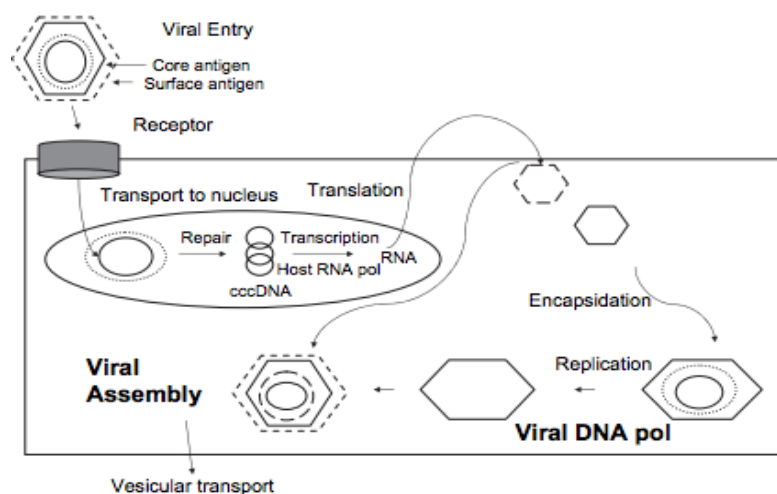 Viral Entry
Core antigen
Surface antigen
Receptor
Transport to nucleus
Translation
Repair
Transcription
RNA
Host RNA pol
cccDNA
Encapsidation
Viral
Assembly
Replication
Viral DNA pol
Vesicular transport